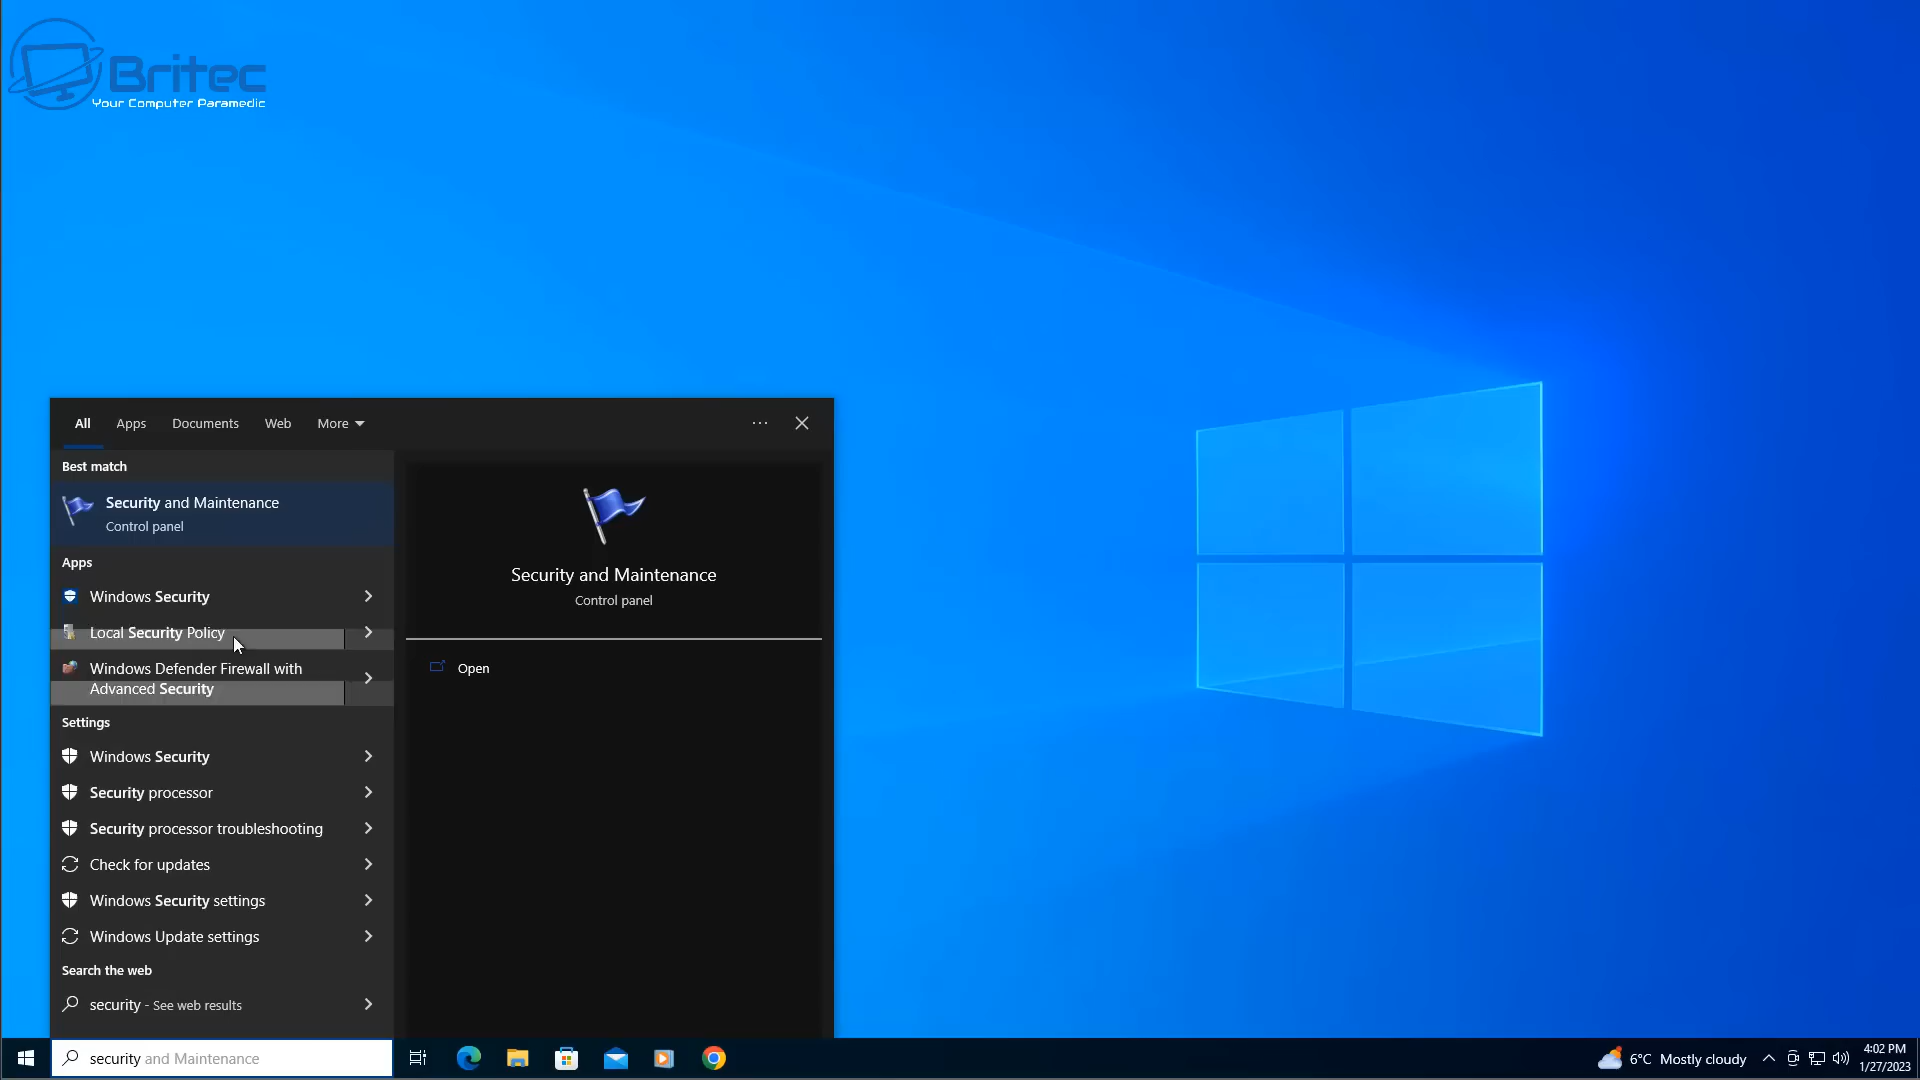 Britec
Your Computer Paramedic
All Apps Documents Web More
Best match
Security and Maintenance
Control panel
Apps
Windows Security
Local Security Policy
Windows Defender Firewall with
Advanced Security
Settings
Windows Security
Security processor
Security processor troubleshooting
Check for updates
Windows Security settings
Windows Update settings
Search the web
security - See web results
Security and Maintenance
Control panel
Open
security and Maintenance
6°C Mostly cloudy
4:02 PM
1/27/2023